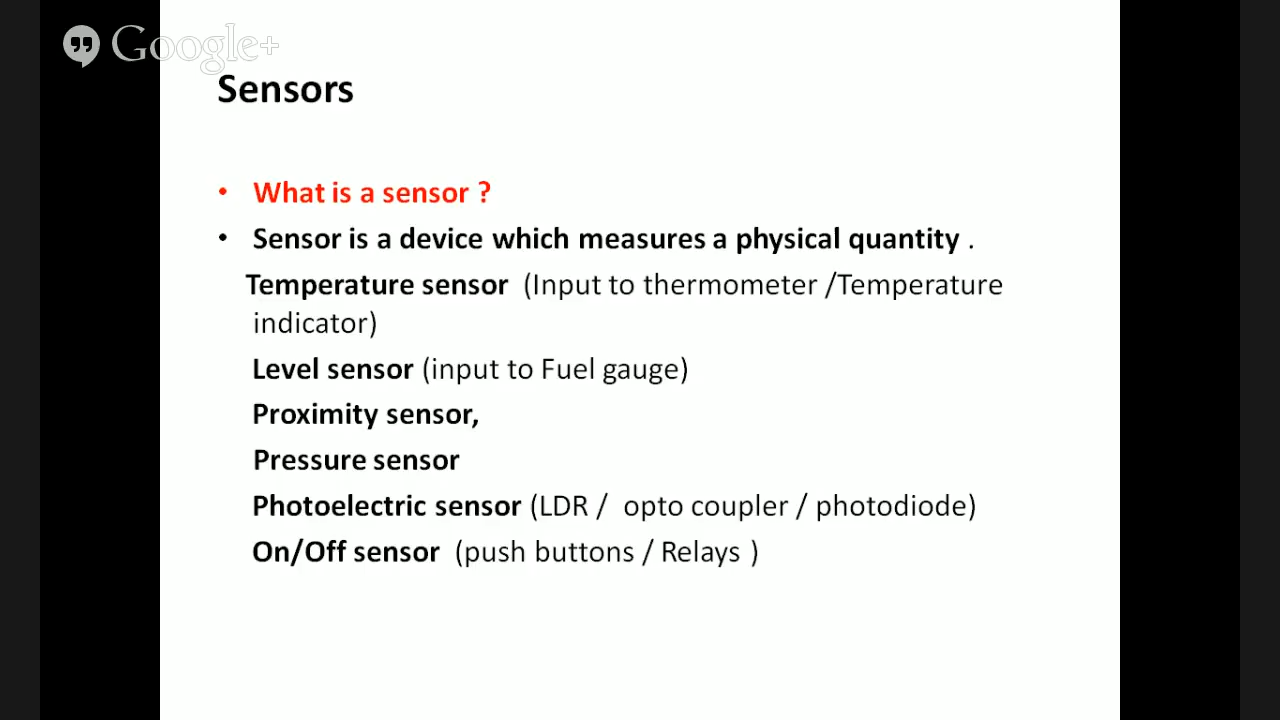 Google+
Sensors
• What is a sensor ?
• Sensor is a device which measures a physical quantity .
Temperature sensor (Input to thermometer /Temperature
indicator)
Level sensor (input to Fuel gauge)
Proximity sensor,
Pressure sensor
Photoelectric sensor (LDR / opto coupler / photodiode)
On/Off sensor (push buttons / Relays )